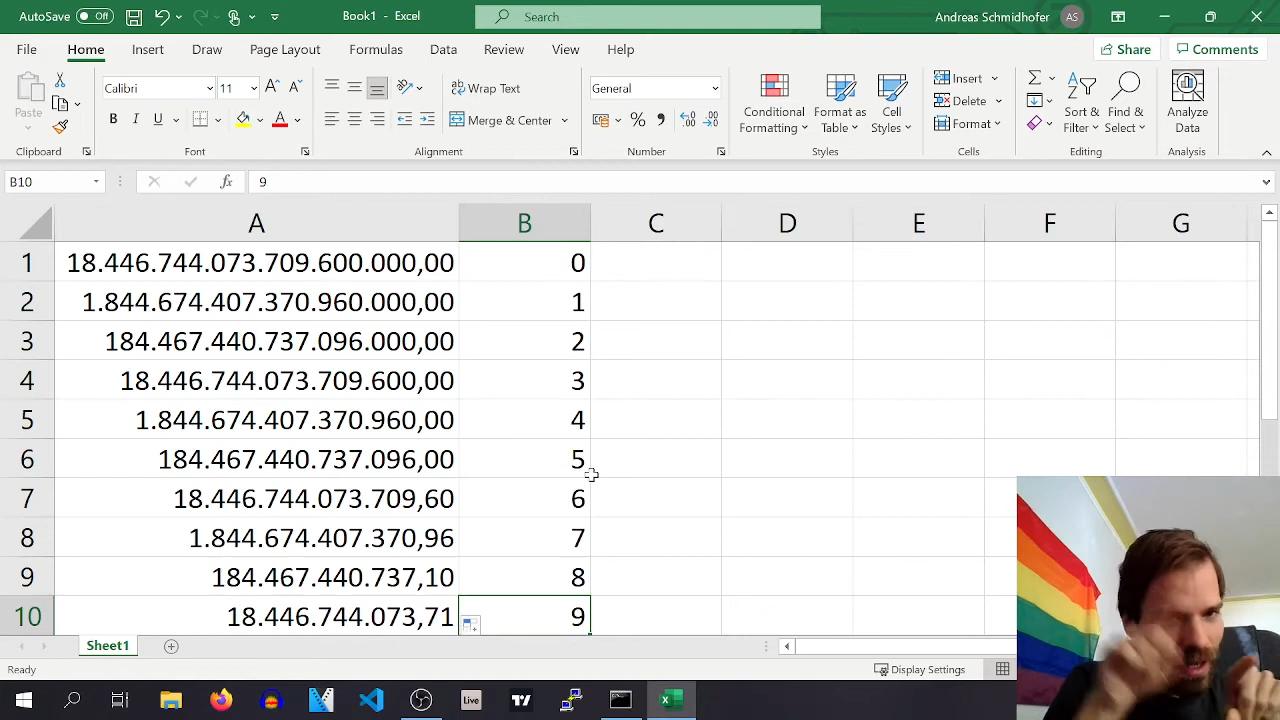 AutoSave Off Book1 - Excel Search Andreas Schmidhofer AS
File Home Insert Draw Page Layout Formulas Data Review View Help Share Comments
Paste Calibri 11 Wrap Text General Conditional Formatting Format as Table Cell Styles Insert Sort & Filter Find & Select Analyze Data
B I U Merge & Center Delete
Format
Clipboard Font Alignment Number Styles Cells Editing Analysis
B10 fx 9
A B C D E F G
1 18.446.744.073.709.600.000,00 0
2 1.844.674.407.370.960.000,00 1
3 184.467.440.737.096.000,00 2
4 18.446.744.073.709.600,00 3
5 1.844.674.407.370.960,00 4
6 184.467.440.737.096,00 5
7 18.446.744.073.709,60 6
8 1.844.674.407.370,96 7
9 184.467.440.737,10 8
10 18.446.744.073,71 9
Sheet1
Ready Display Settings
Live